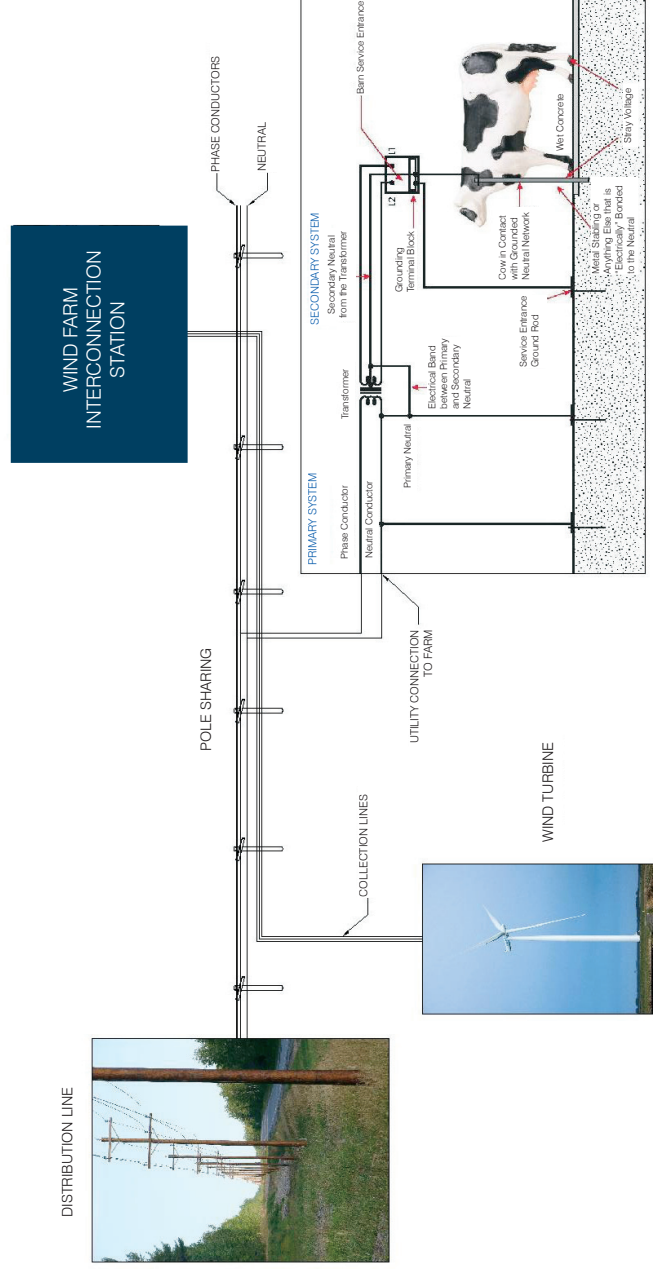 WIND FARM
INTERCONNECTION
STATION
DISTRIBUTION LINE
POLE SHARING
PHASE CONDUCTORS
NEUTRAL
COLLECTION LINES
WIND TURBINE
UTILITY CONNECTION
TO FARM
PRIMARY SYSTEM
Phase Conductor
Neutral Conductor
Primary Neutral
Transformer
Electrical Band
between Primary
and Secondary
Neutral
SECONDARY SYSTEM
Secondary Neutral
from the Transformer
L2
L1
Barn Service Entrance
Grounding
Terminal Block
Service Entrance
Ground Rod
Cow in Contact
with Grounded
Neutral Network
Wet Concrete
Metal Stabling or
Anything Else that is
"Electrically" Bonded
to the Neutral
Stray Voltage